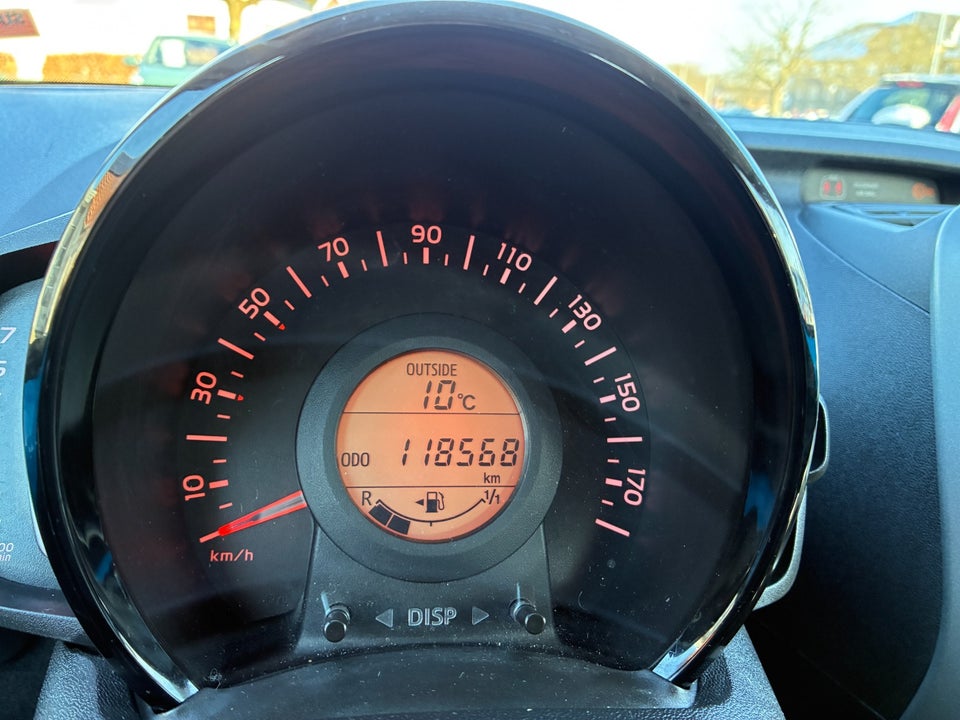 70
90
110
50
130
30
150
10
170
km/h
OUTSIDE
10°C
ODO 118568
km
R 1/1
◄ DISP ►